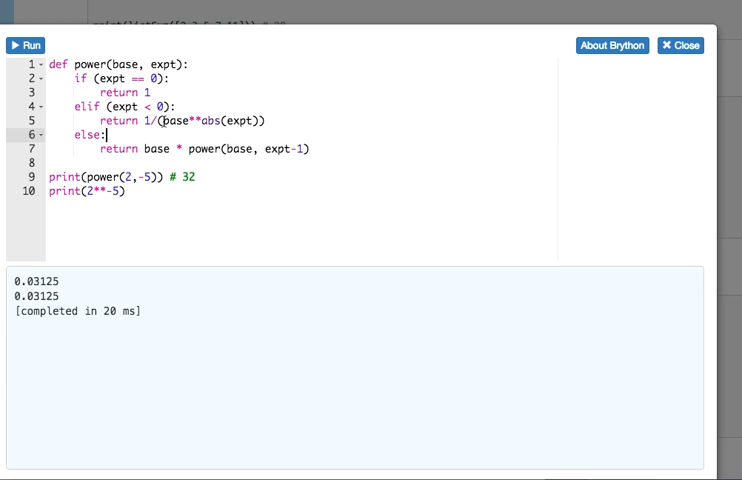 Run
About Brython
Close
1 def power(base, expt):
2 if (expt == 0):
3 return 1
4 elif (expt < 0):
5 return 1/(base**abs(expt))
6 else:
7 return base * power(base, expt-1)
8
9 print(power(2,-5)) # 32
10 print(2**-5)
0.03125
0.03125
[completed in 20 ms]